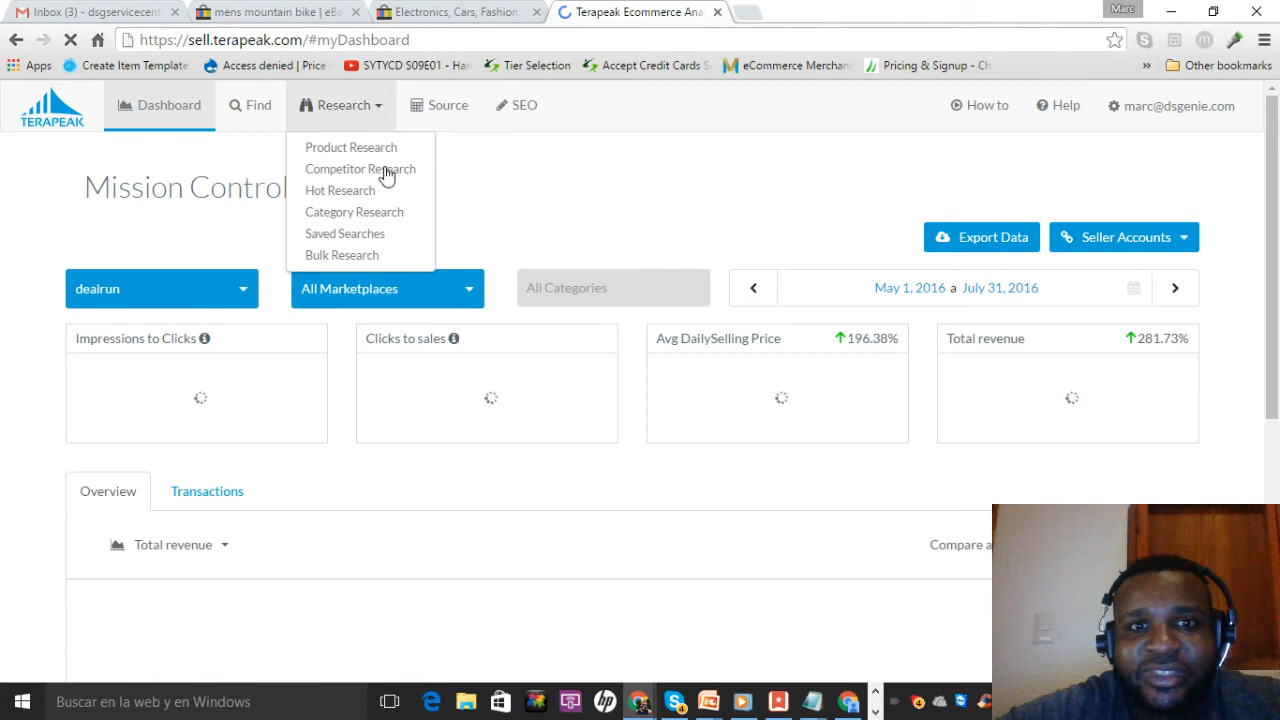 Inbox (3) - dsgservicecent
mens mountain bike | eBa
Electronics, Cars, Fashion,
Terapeak Ecommerce Ana
Marc
https://sell.terapeak.com/#myDashboard
Apps
Create Item Template
Access denied | Price
SYTYCD S09E01 - Han
Tier Selection
Accept Credit Cards S
eCommerce Merchan
Pricing & Signup - Ch
»
Other bookmarks
TERAPEAK
Dashboard
Find
Research
Source
SEO
How to
Help
marc@dsgenie.com
Product Research
Competitor Research
Hot Research
Category Research
Saved Searches
Bulk Research
Mission Control
Export Data
Seller Accounts
dealrun
All Marketplaces
All Categories
May 1, 2016 a July 31, 2016
Impressions to Clicks
Clicks to sales
Avg DailySelling Price
196.38%
Total revenue
281.73%
Overview
Transactions
Total revenue
Compare a
Buscar en la web y en Windows